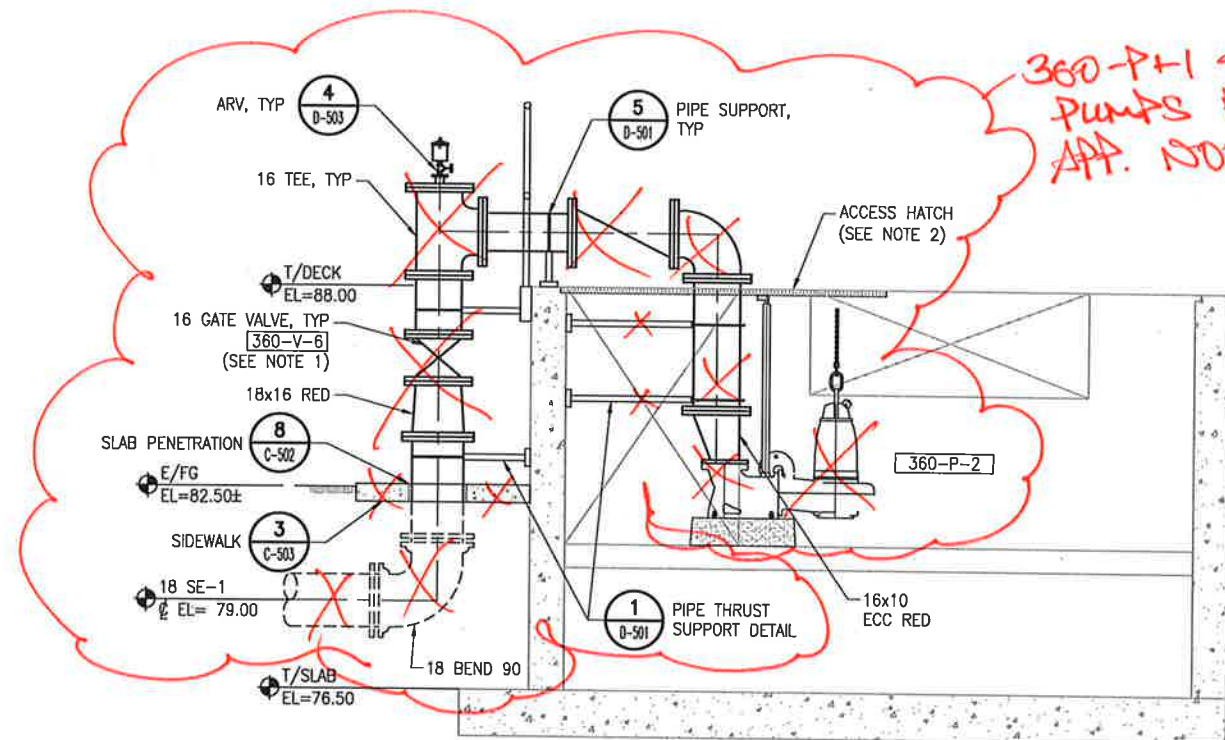 360-P+1
PUMPS
APP. NOT
4
D-503
ARV, TYP
5
D-501
PIPE SUPPORT,
TYP
16 TEE, TYP
ACCESS HATCH
(SEE NOTE 2)
T/DECK
EL=88.00
16 GATE VALVE, TYP
360-V-6
(SEE NOTE 1)
18x16 RED
8
C-502
SLAB PENETRATION
360-P-2
E/FG
EL=82.50±
3
C-503
SIDEWALK
18 SE-1
℄ EL= 79.00
1
D-501
PIPE THRUST
SUPPORT DETAIL
16x10
ECC RED
18 BEND 90
T/SLAB
EL=76.50